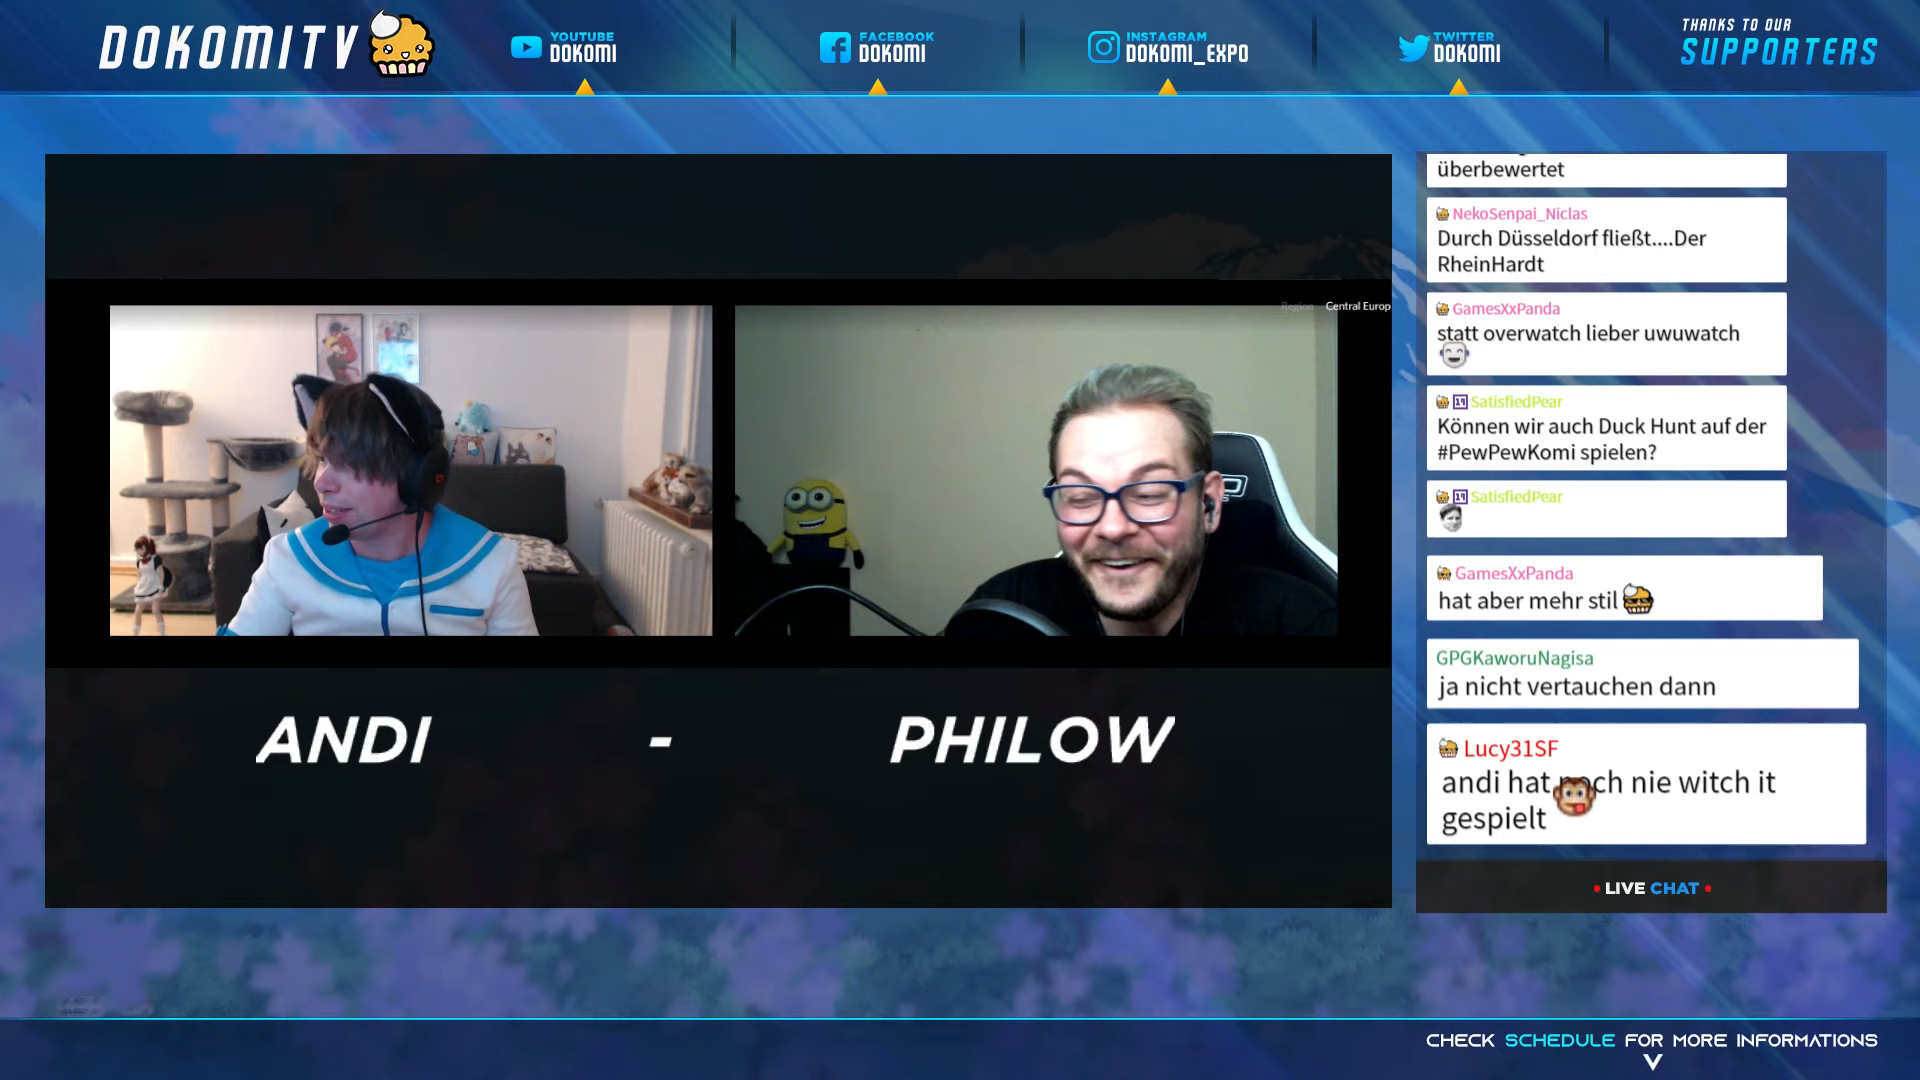 DOKOMITV
YOUTUBE
DOKOMI
FACEBOOK
DOKOMI
INSTAGRAM
DOKOMI_EXPO
TWITTER
DOKOMI
THANKS TO OUR
SUPPORTERS
Region Central Europ
ANDI - PHILOW
überbewertet
NekoSenpai_Niclas
Durch Düsseldorf fließt....Der
RheinHardt
GamesXxPanda
statt overwatch lieber uwuwatch
SatisfiedPear
Können wir auch Duck Hunt auf der
#PewPewKomi spielen?
SatisfiedPear
GamesXxPanda
hat aber mehr stil
GPGKaworuNagisa
ja nicht vertauchen dann
Lucy31SF
andi hat noch nie witch it
gespielt
• LIVE CHAT •
CHECK SCHEDULE FOR MORE INFORMATIONS